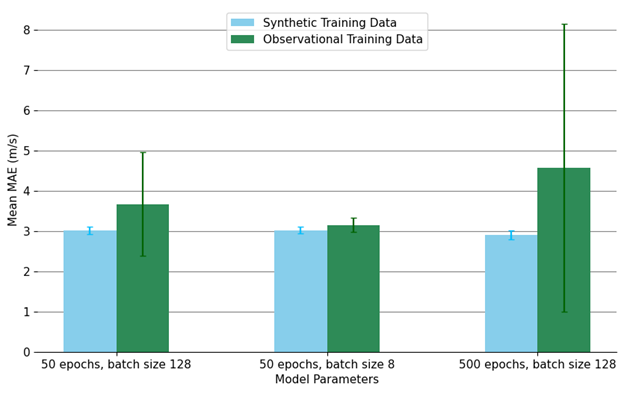 Synthetic Training Data
Observational Training Data
8
7
6
5
4
3
2
1
0
Mean MAE (m/s)
50 epochs, batch size 128
50 epochs, batch size 8
500 epochs, batch size 128
Model Parameters